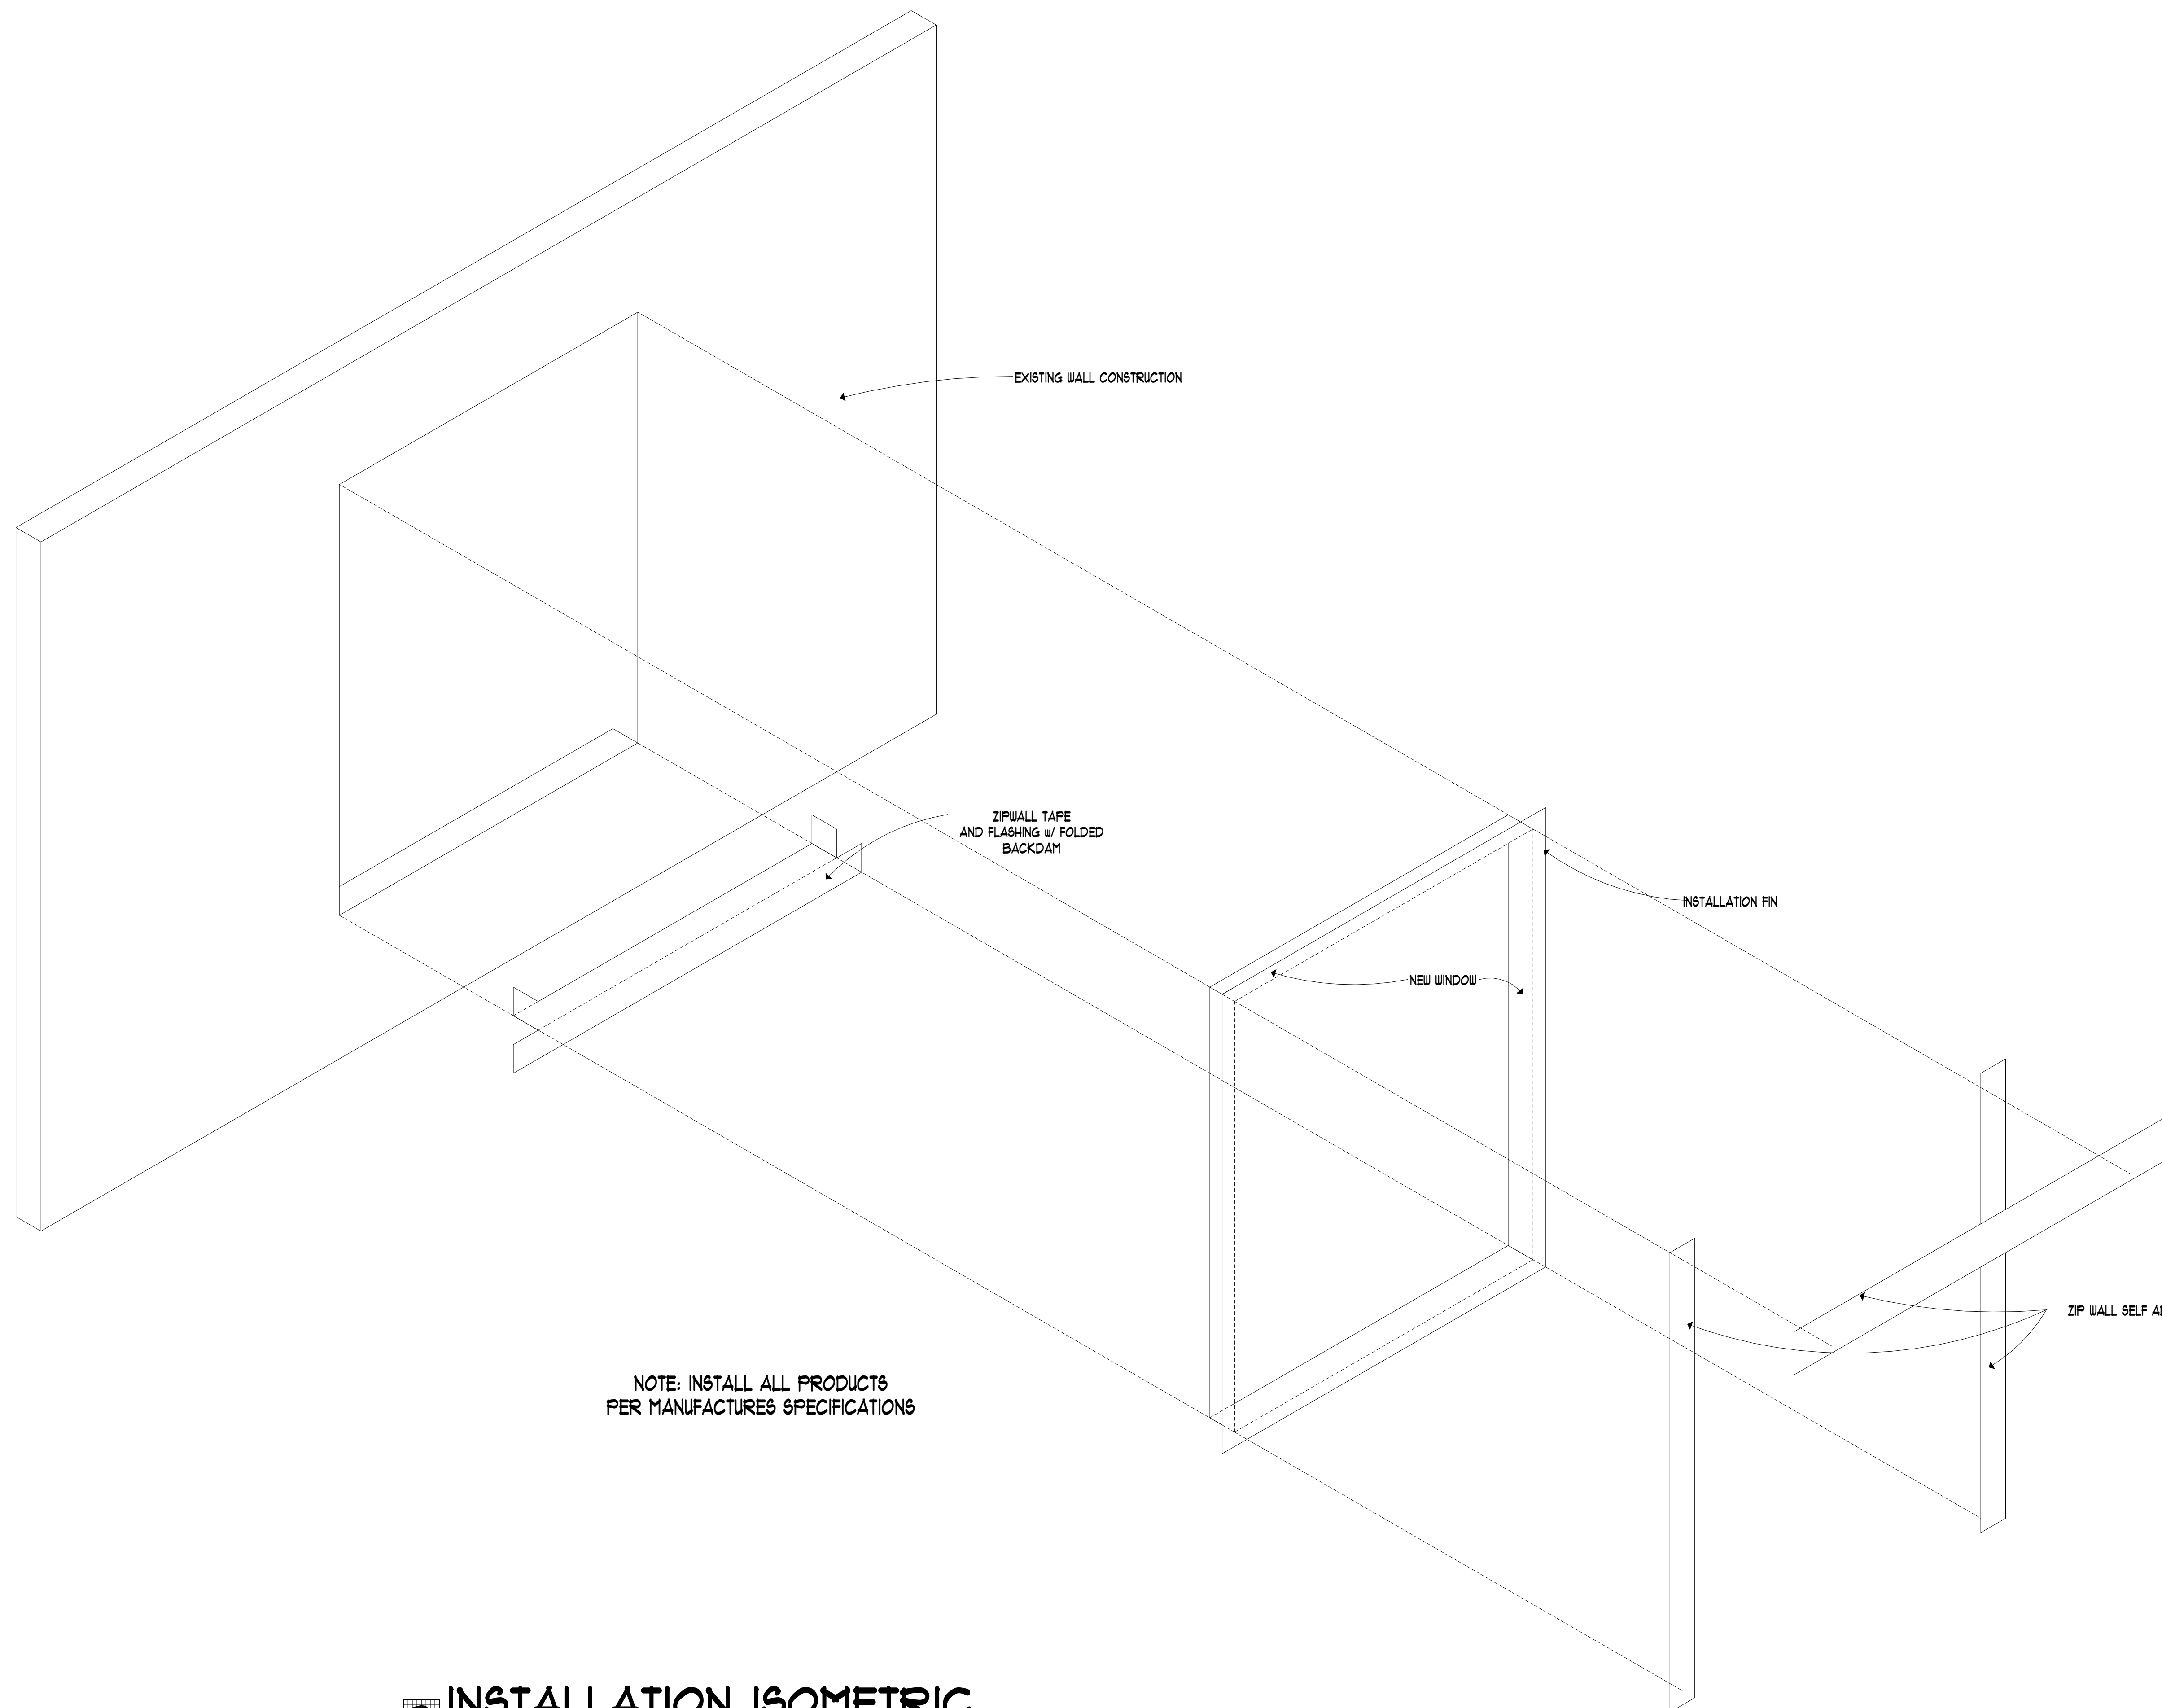 EXISTING WALL CONSTRUCTION
ZIPWALL TAPE
AND FLASHING w/ FOLDED
BACKDAM
INSTALLATION FIN
NEW WINDOW
ZIP WALL SELF
NOTE: INSTALL ALL PRODUCTS
PER MANUFACTURES SPECIFICATIONS
INSTALLATION ISOMETRIC